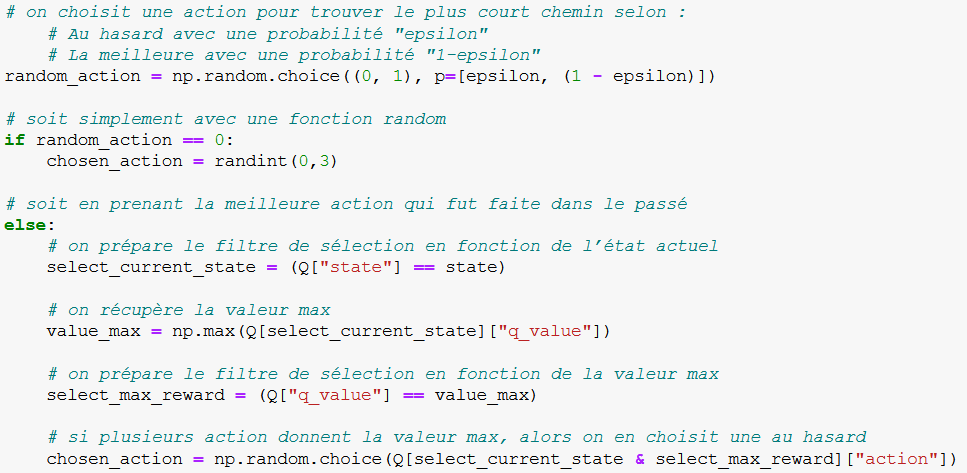 # on choisit une action pour trouver le plus court chemin selon :
    # Au hasard avec une probabilité "epsilon"
    # La meilleure avec une probabilité "1-epsilon"
random_action = np.random.choice((0, 1), p=[epsilon, (1 - epsilon)])

# soit simplement avec une fonction random
if random_action == 0:
    chosen_action = randint(0,3)

# soit en prenant la meilleure action qui fut faite dans le passé
else:
    # on prépare le filtre de sélection en fonction de l’état actuel
    select_current_state = (Q["state"] == state)

    # on récupère la valeur max
    value_max = np.max(Q[select_current_state]["q_value"])

    # on prépare le filtre de sélection en fonction de la valeur max
    select_max_reward = (Q["q_value"] == value_max)

    # si plusieurs action donnent la valeur max, alors on en choisit une au hasard
    chosen_action = np.random.choice(Q[select_current_state & select_max_reward]["action"])